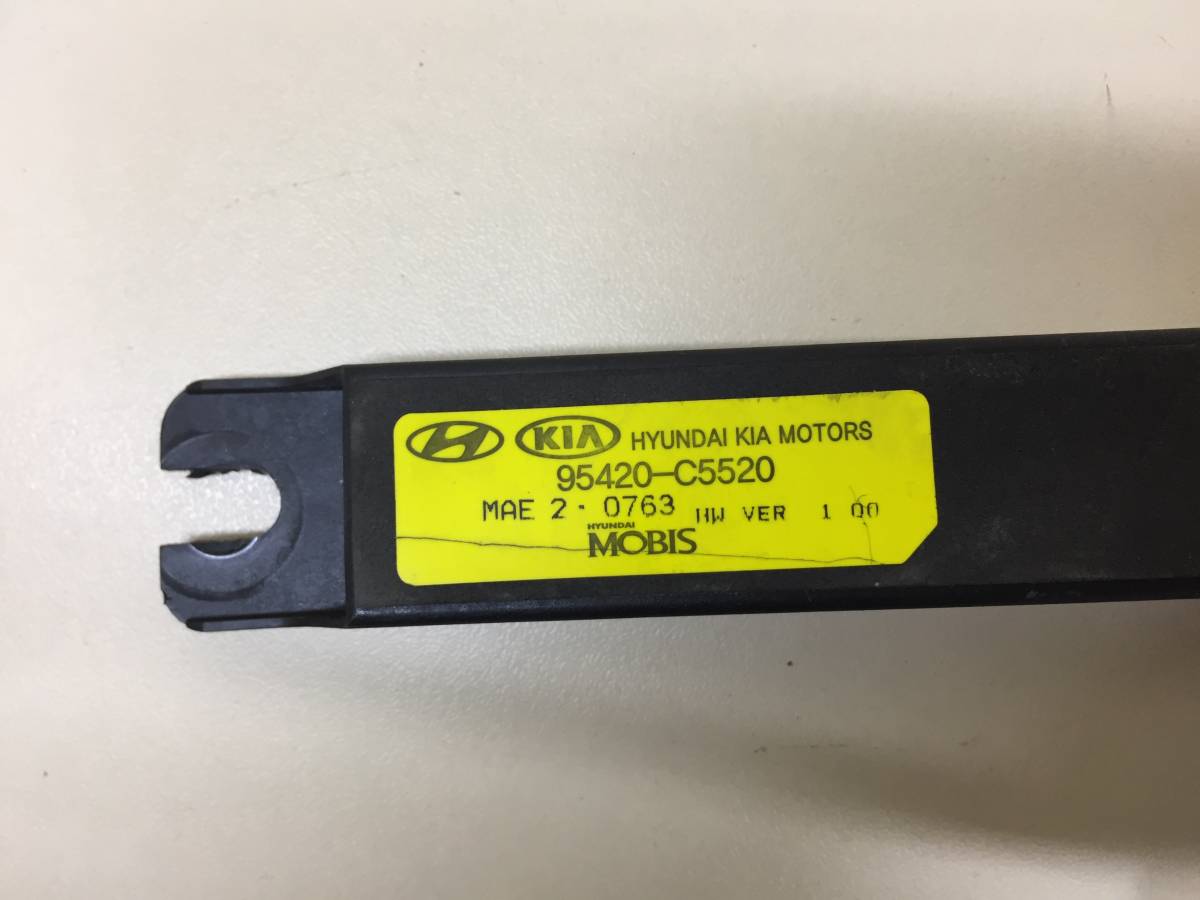 KIA HYUNDAI KIA MOTORS
95420-C5520
MAE 2· 0763 HW VER 1 00
HYUNDAI
MOBIS